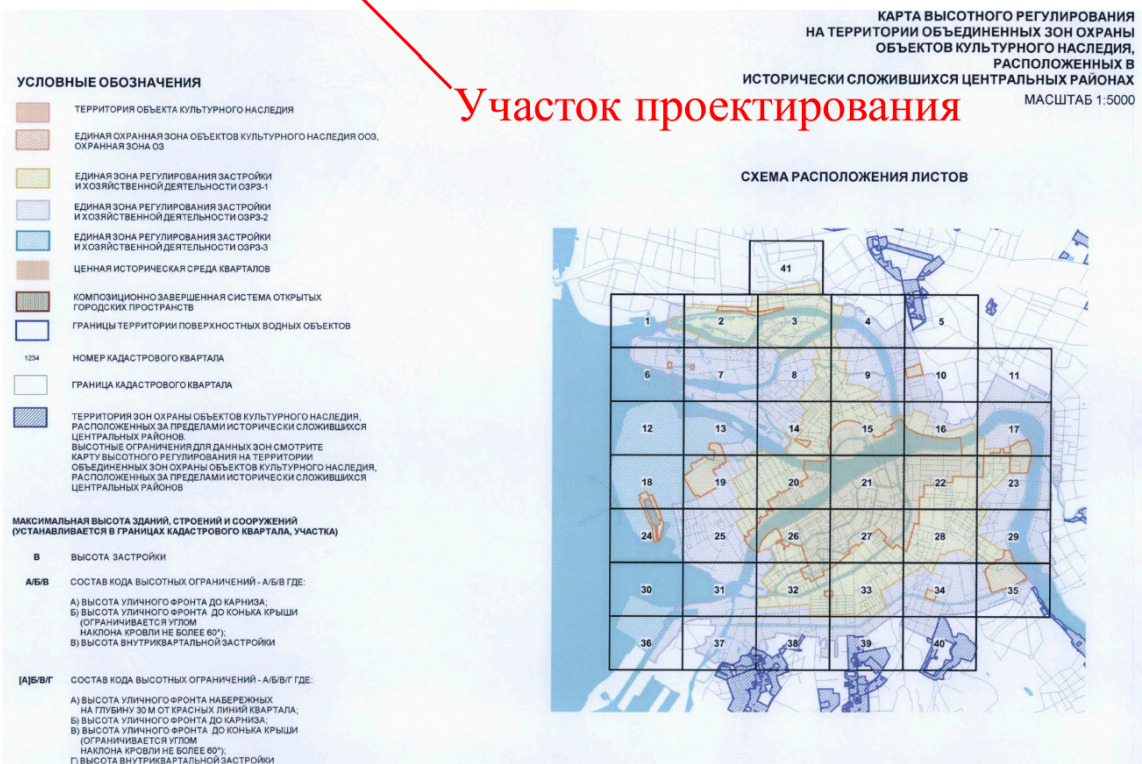 КАРТА ВЫСОТНОГО РЕГУЛИРОВАНИЯ
НА ТЕРРИТОРИИ ОБЪЕДИНЕННЫХ ЗОН ОХРАНЫ
ОБЪЕКТОВ КУЛЬТУРНОГО НАСЛЕДИЯ,
РАСПОЛОЖЕННЫХ В
ИСТОРИЧЕСКИ СЛОЖИВШИХСЯ ЦЕНТРАЛЬНЫХ РАЙОНАХ
МАСШТАБ 1:5000
Участок проектирования
УСЛОВНЫЕ ОБОЗНАЧЕНИЯ
ТЕРРИТОРИЯ ОБЪЕКТА КУЛЬТУРНОГО НАСЛЕДИЯ
ЕДИНАЯ ОХРАННАЯ ЗОНА ОБЪЕКТОВ КУЛЬТУРНОГО НАСЛЕДИЯ ООЗ,
ОХРАННАЯ ЗОНА ОЗ
ЕДИНАЯ ЗОНА РЕГУЛИРОВАНИЯ ЗАСТРОЙКИ
И ХОЗЯЙСТВЕННОЙ ДЕЯТЕЛЬНОСТИ ОЗРЗ-1
ЕДИНАЯ ЗОНА РЕГУЛИРОВАНИЯ ЗАСТРОЙКИ
И ХОЗЯЙСТВЕННОЙ ДЕЯТЕЛЬНОСТИ ОЗРЗ-2
ЕДИНАЯ ЗОНА РЕГУЛИРОВАНИЯ ЗАСТРОЙКИ
И ХОЗЯЙСТВЕННОЙ ДЕЯТЕЛЬНОСТИ ОЗРЗ-3
ЦЕННАЯ ИСТОРИЧЕСКАЯ СРЕДА КВАРТАЛОВ
КОМПОЗИЦИОННО ЗАВЕРШЕННАЯ СИСТЕМА ОТКРЫТЫХ
ГОРОДСКИХ ПРОСТРАНСТВ
ГРАНИЦЫ ТЕРРИТОРИИ ПОВЕРХНОСТНЫХ ВОДНЫХ ОБЪЕКТОВ
1234 НОМЕР КАДАСТРОВОГО КВАРТАЛА
ГРАНИЦА КАДАСТРОВОГО КВАРТАЛА
ТЕРРИТОРИЯ ЗОН ОХРАНЫ ОБЪЕКТОВ КУЛЬТУРНОГО НАСЛЕДИЯ,
РАСПОЛОЖЕННЫХ ЗА ПРЕДЕЛАМИ ИСТОРИЧЕСКИ СЛОЖИВШИХСЯ
ЦЕНТРАЛЬНЫХ РАЙОНОВ.
ВЫСОТНЫЕ ОГРАНИЧЕНИЯ ДЛЯ ДАННЫХ ЗОН СМОТРИТЕ
КАРТУ ВЫСОТНОГО РЕГУЛИРОВАНИЯ НА ТЕРРИТОРИИ
ОБЪЕДИНЕННЫХ ЗОН ОХРАНЫ ОБЪЕКТОВ КУЛЬТУРНОГО НАСЛЕДИЯ,
РАСПОЛОЖЕННЫХ ЗА ПРЕДЕЛАМИ ИСТОРИЧЕСКИ СЛОЖИВШИХСЯ
ЦЕНТРАЛЬНЫХ РАЙОНОВ
МАКСИМАЛЬНАЯ ВЫСОТА ЗДАНИЙ, СТРОЕНИЙ И СООРУЖЕНИЙ
(УСТАНАВЛИВАЕТСЯ В ГРАНИЦАХ КАДАСТРОВОГО КВАРТАЛА, УЧАСТКА)
В ВЫСОТА ЗАСТРОЙКИ
А/Б/В СОСТАВ КОДА ВЫСОТНЫХ ОГРАНИЧЕНИЙ - А/Б/В ГДЕ:
А) ВЫСОТА УЛИЧНОГО ФРОНТА ДО КАРНИЗА;
Б) ВЫСОТА УЛИЧНОГО ФРОНТА ДО КОНЬКА КРЫШИ
(ОГРАНИЧИВАЕТСЯ УГЛОМ
НАКЛОНА КРОВЛИ НЕ БОЛЕЕ 60°);
В) ВЫСОТА ВНУТРИКВАРТАЛЬНОЙ ЗАСТРОЙКИ
[А]Б/В/Г СОСТАВ КОДА ВЫСОТНЫХ ОГРАНИЧЕНИЙ - А/Б/В/Г ГДЕ:
А) ВЫСОТА УЛИЧНОГО ФРОНТА НАБЕРЕЖНЫХ
НА ГЛУБИНУ 30 М ОТ КРАСНЫХ ЛИНИЙ КВАРТАЛА;
Б) ВЫСОТА УЛИЧНОГО ФРОНТА ДО КАРНИЗА;
В) ВЫСОТА УЛИЧНОГО ФРОНТА ДО КОНЬКА КРЫШИ
(ОГРАНИЧИВАЕТСЯ УГЛОМ
НАКЛОНА КРОВЛИ НЕ БОЛЕЕ 60°);
Г) ВЫСОТА ВНУТРИКВАРТАЛЬНОЙ ЗАСТРОЙКИ
СХЕМА РАСПОЛОЖЕНИЯ ЛИСТОВ
41
1 2 3 4 5
6 7 8 9 10 11
12 13 14 15 16 17
18 19 20 21 22 23
24 25 26 27 28 29
30 31 32 33 34 35
36 37 38 39 40